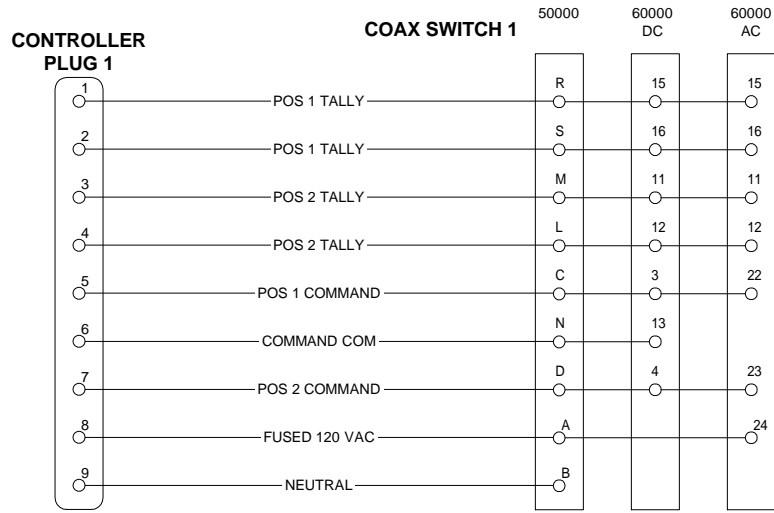 50000 60000 60000
COAX SWITCH 1 DC AC
CONTROLLER
PLUG 1
1 POS 1 TALLY R 15 15
2 POS 1 TALLY S 16 16
3 POS 2 TALLY M 11 11
4 POS 2 TALLY L 12 12
5 POS 1 COMMAND C 3 22
6 COMMAND COM N 13
7 POS 2 COMMAND D 4 23
8 FUSED 120 VAC A 24
9 NEUTRAL B